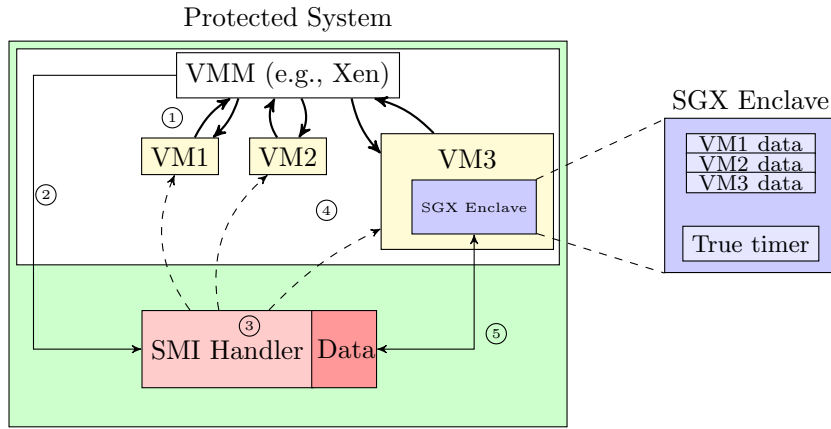 Protected System
VMM (e.g., Xen)
SGX Enclave
①
VM1
VM2
VM3
VM1 data
VM2 data
VM3 data
②
④
SGX Enclave
True timer
③
⑤
SMI Handler
Data